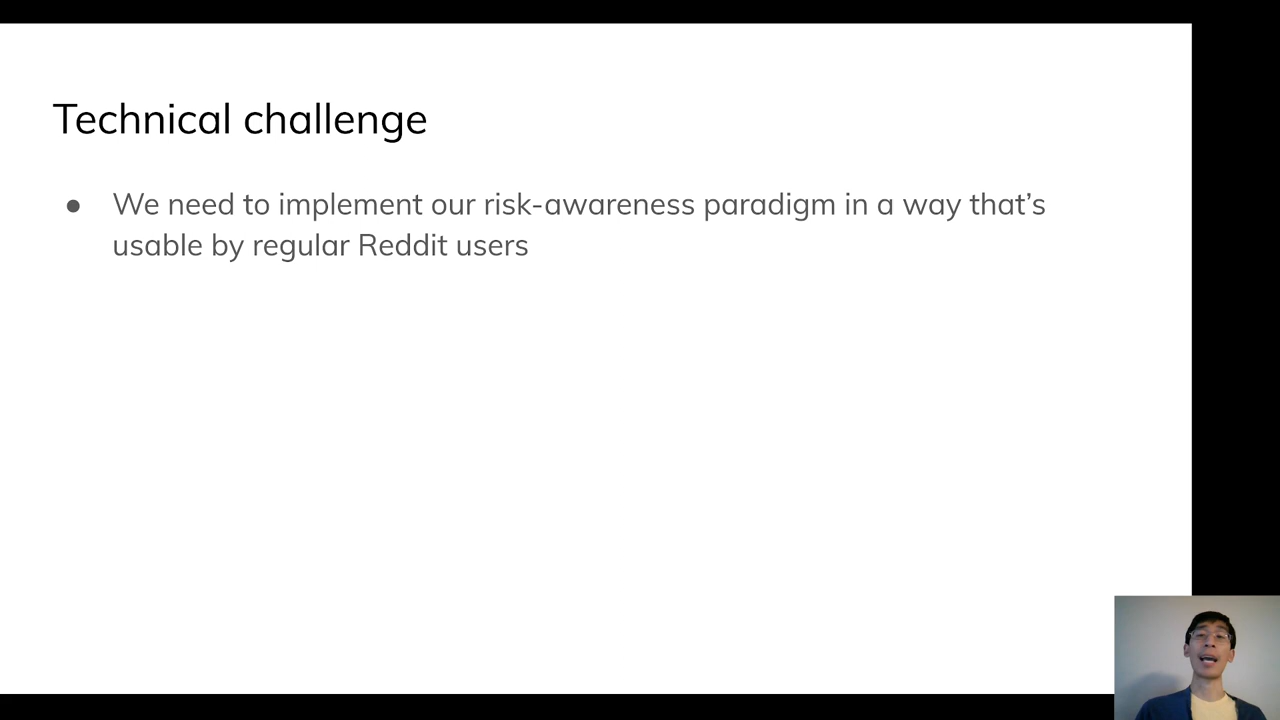 Technical challenge
● We need to implement our risk-awareness paradigm in a way that’s
usable by regular Reddit users